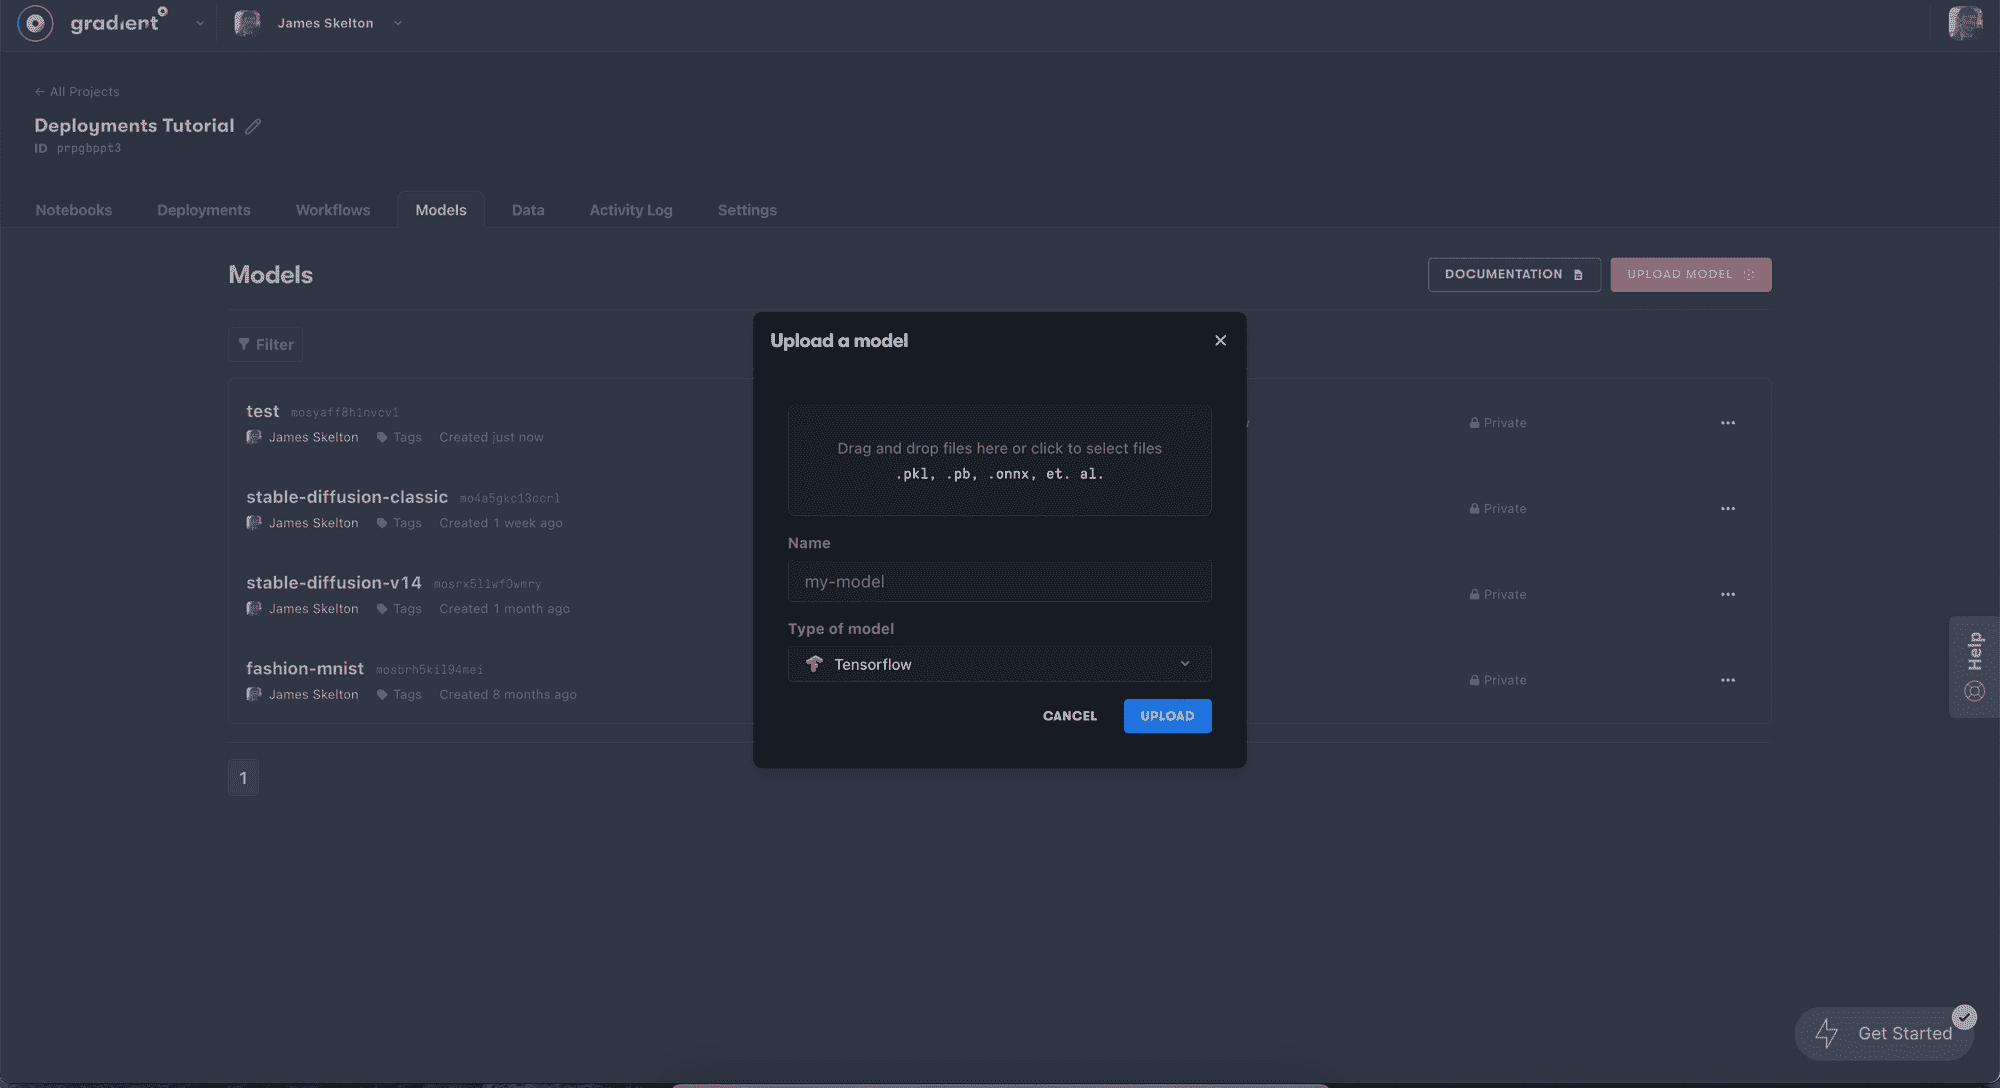 gradient
James Skelton
← All Projects
Deployments Tutorial
ID prpgbppt3
Notebooks Deployments Workflows Models Data Activity Log Settings
Models
DOCUMENTATION
UPLOAD MODEL
Filter
test mosyaff8h1nvcv1
James Skelton Tags Created just now
Private
stable-diffusion-classic mo4a5gkc13ccrl
James Skelton Tags Created 1 week ago
Private
stable-diffusion-v14 mosrx5l1wf0wmry
James Skelton Tags Created 1 month ago
Private
fashion-mnist mosbrh5kil94mei
James Skelton Tags Created 8 months ago
Private
1
Upload a model
Drag and drop files here or click to select files
.pkl, .pb, .onnx, et. al.
Name
my-model
Type of model
Tensorflow
CANCEL
UPLOAD
Help
Get Started